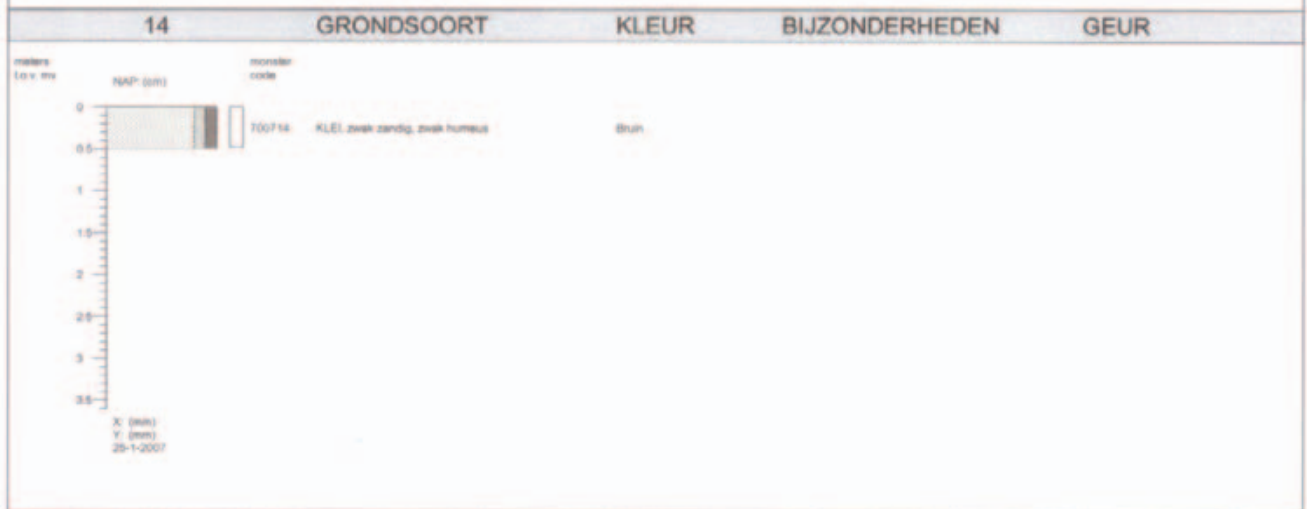 14 GRONDSOORT KLEUR BIJZONDERHEDEN GEUR
meters
t.o.v. mv
monster
code
NAP: (cm)
0
700714 KLEI, zwak zandig, zwak humeus Bruin
0.5
1
1.5
2
2.5
3
3.5
X: (mm)
Y: (mm)
25-1-2007